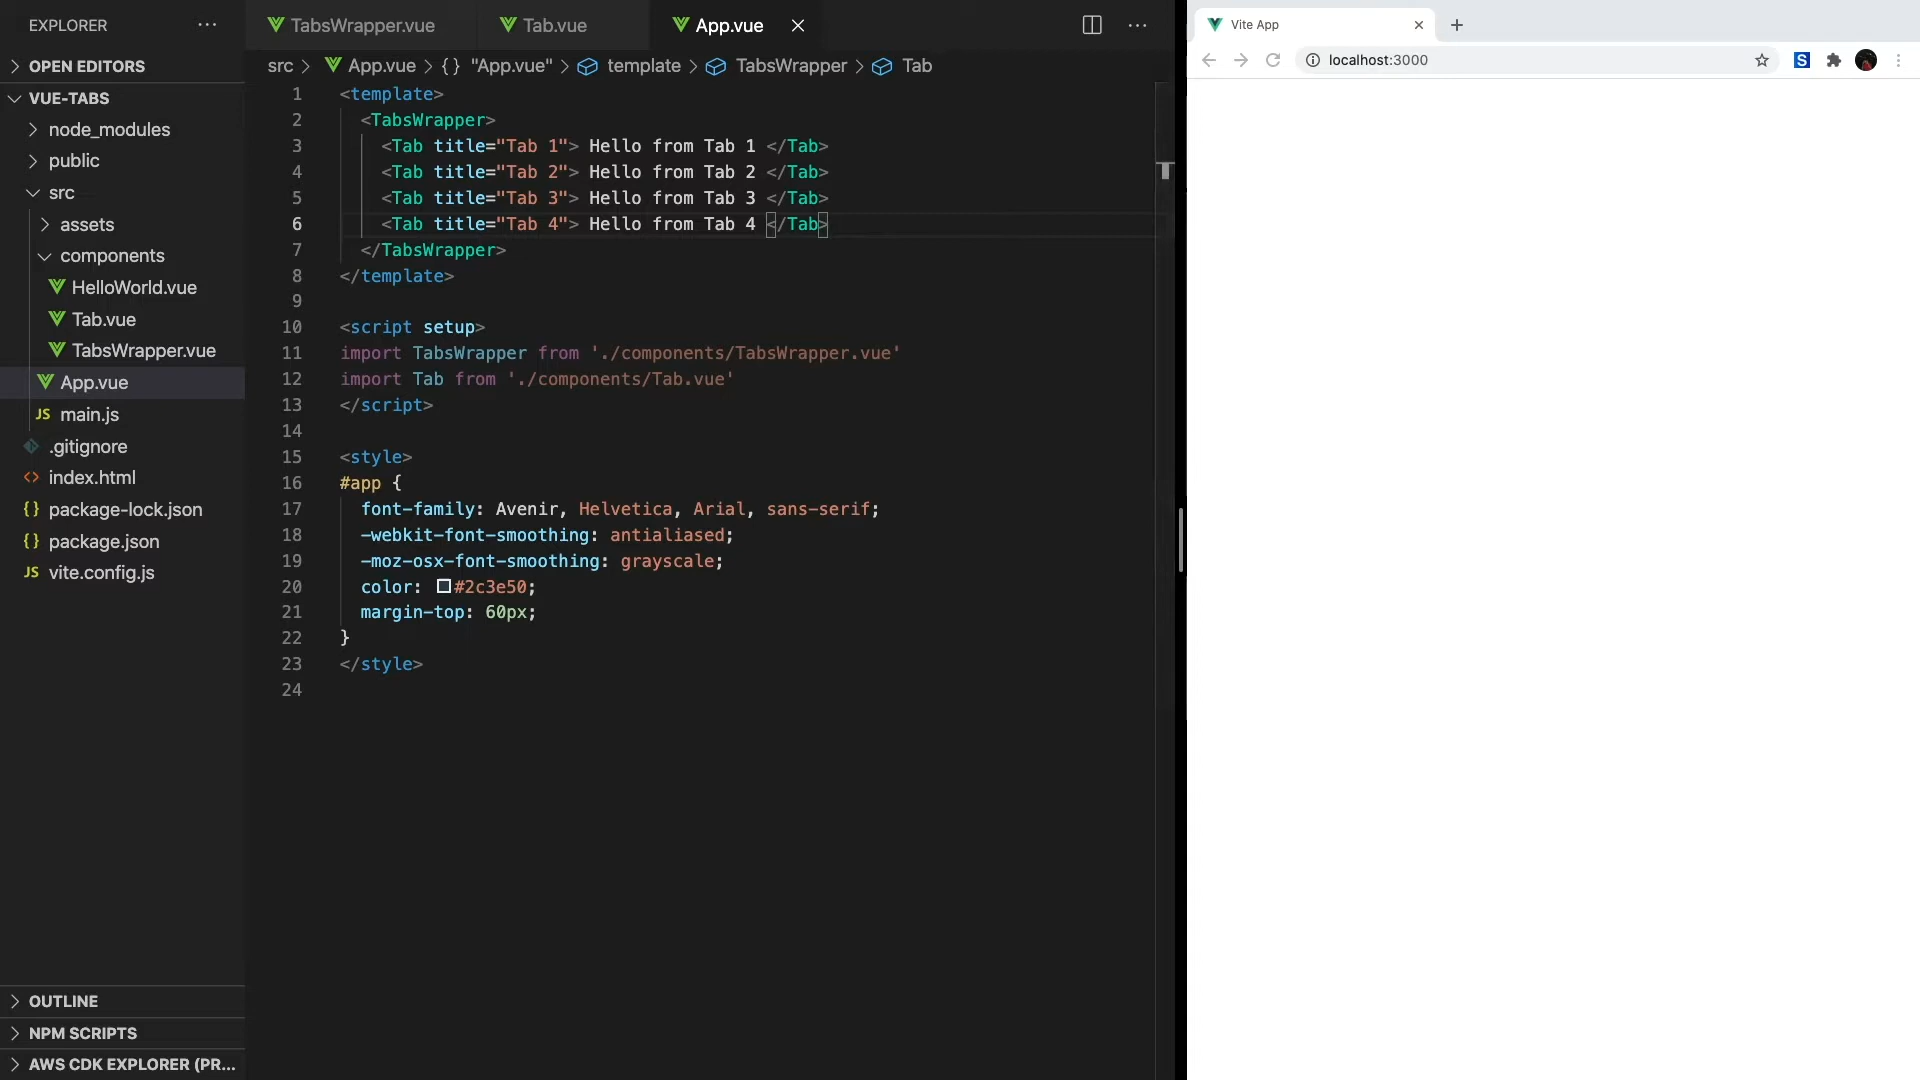 EXPLORER
OPEN EDITORS
VUE-TABS
node_modules
public
src
assets
components
HelloWorld.vue
Tab.vue
TabsWrapper.vue
App.vue
JS main.js
.gitignore
<> index.html
{} package-lock.json
{} package.json
JS vite.config.js
OUTLINE
NPM SCRIPTS
AWS CDK EXPLORER (PR...
TabsWrapper.vue
Tab.vue
App.vue
src > App.vue > {} "App.vue" > template > TabsWrapper > Tab
1 <template>
2 <TabsWrapper>
3 <Tab title="Tab 1"> Hello from Tab 1 </Tab>
4 <Tab title="Tab 2"> Hello from Tab 2 </Tab>
5 <Tab title="Tab 3"> Hello from Tab 3 </Tab>
6 <Tab title="Tab 4"> Hello from Tab 4 </Tab>
7 </TabsWrapper>
8 </template>
9
10 <script setup>
11 import TabsWrapper from './components/TabsWrapper.vue'
12 import Tab from './components/Tab.vue'
13 </script>
14
15 <style>
16 #app {
17 font-family: Avenir, Helvetica, Arial, sans-serif;
18 -webkit-font-smoothing: antialiased;
19 -moz-osx-font-smoothing: grayscale;
20 color: #2c3e50;
21 margin-top: 60px;
22 }
23 </style>
24
Vite App
localhost:3000
S